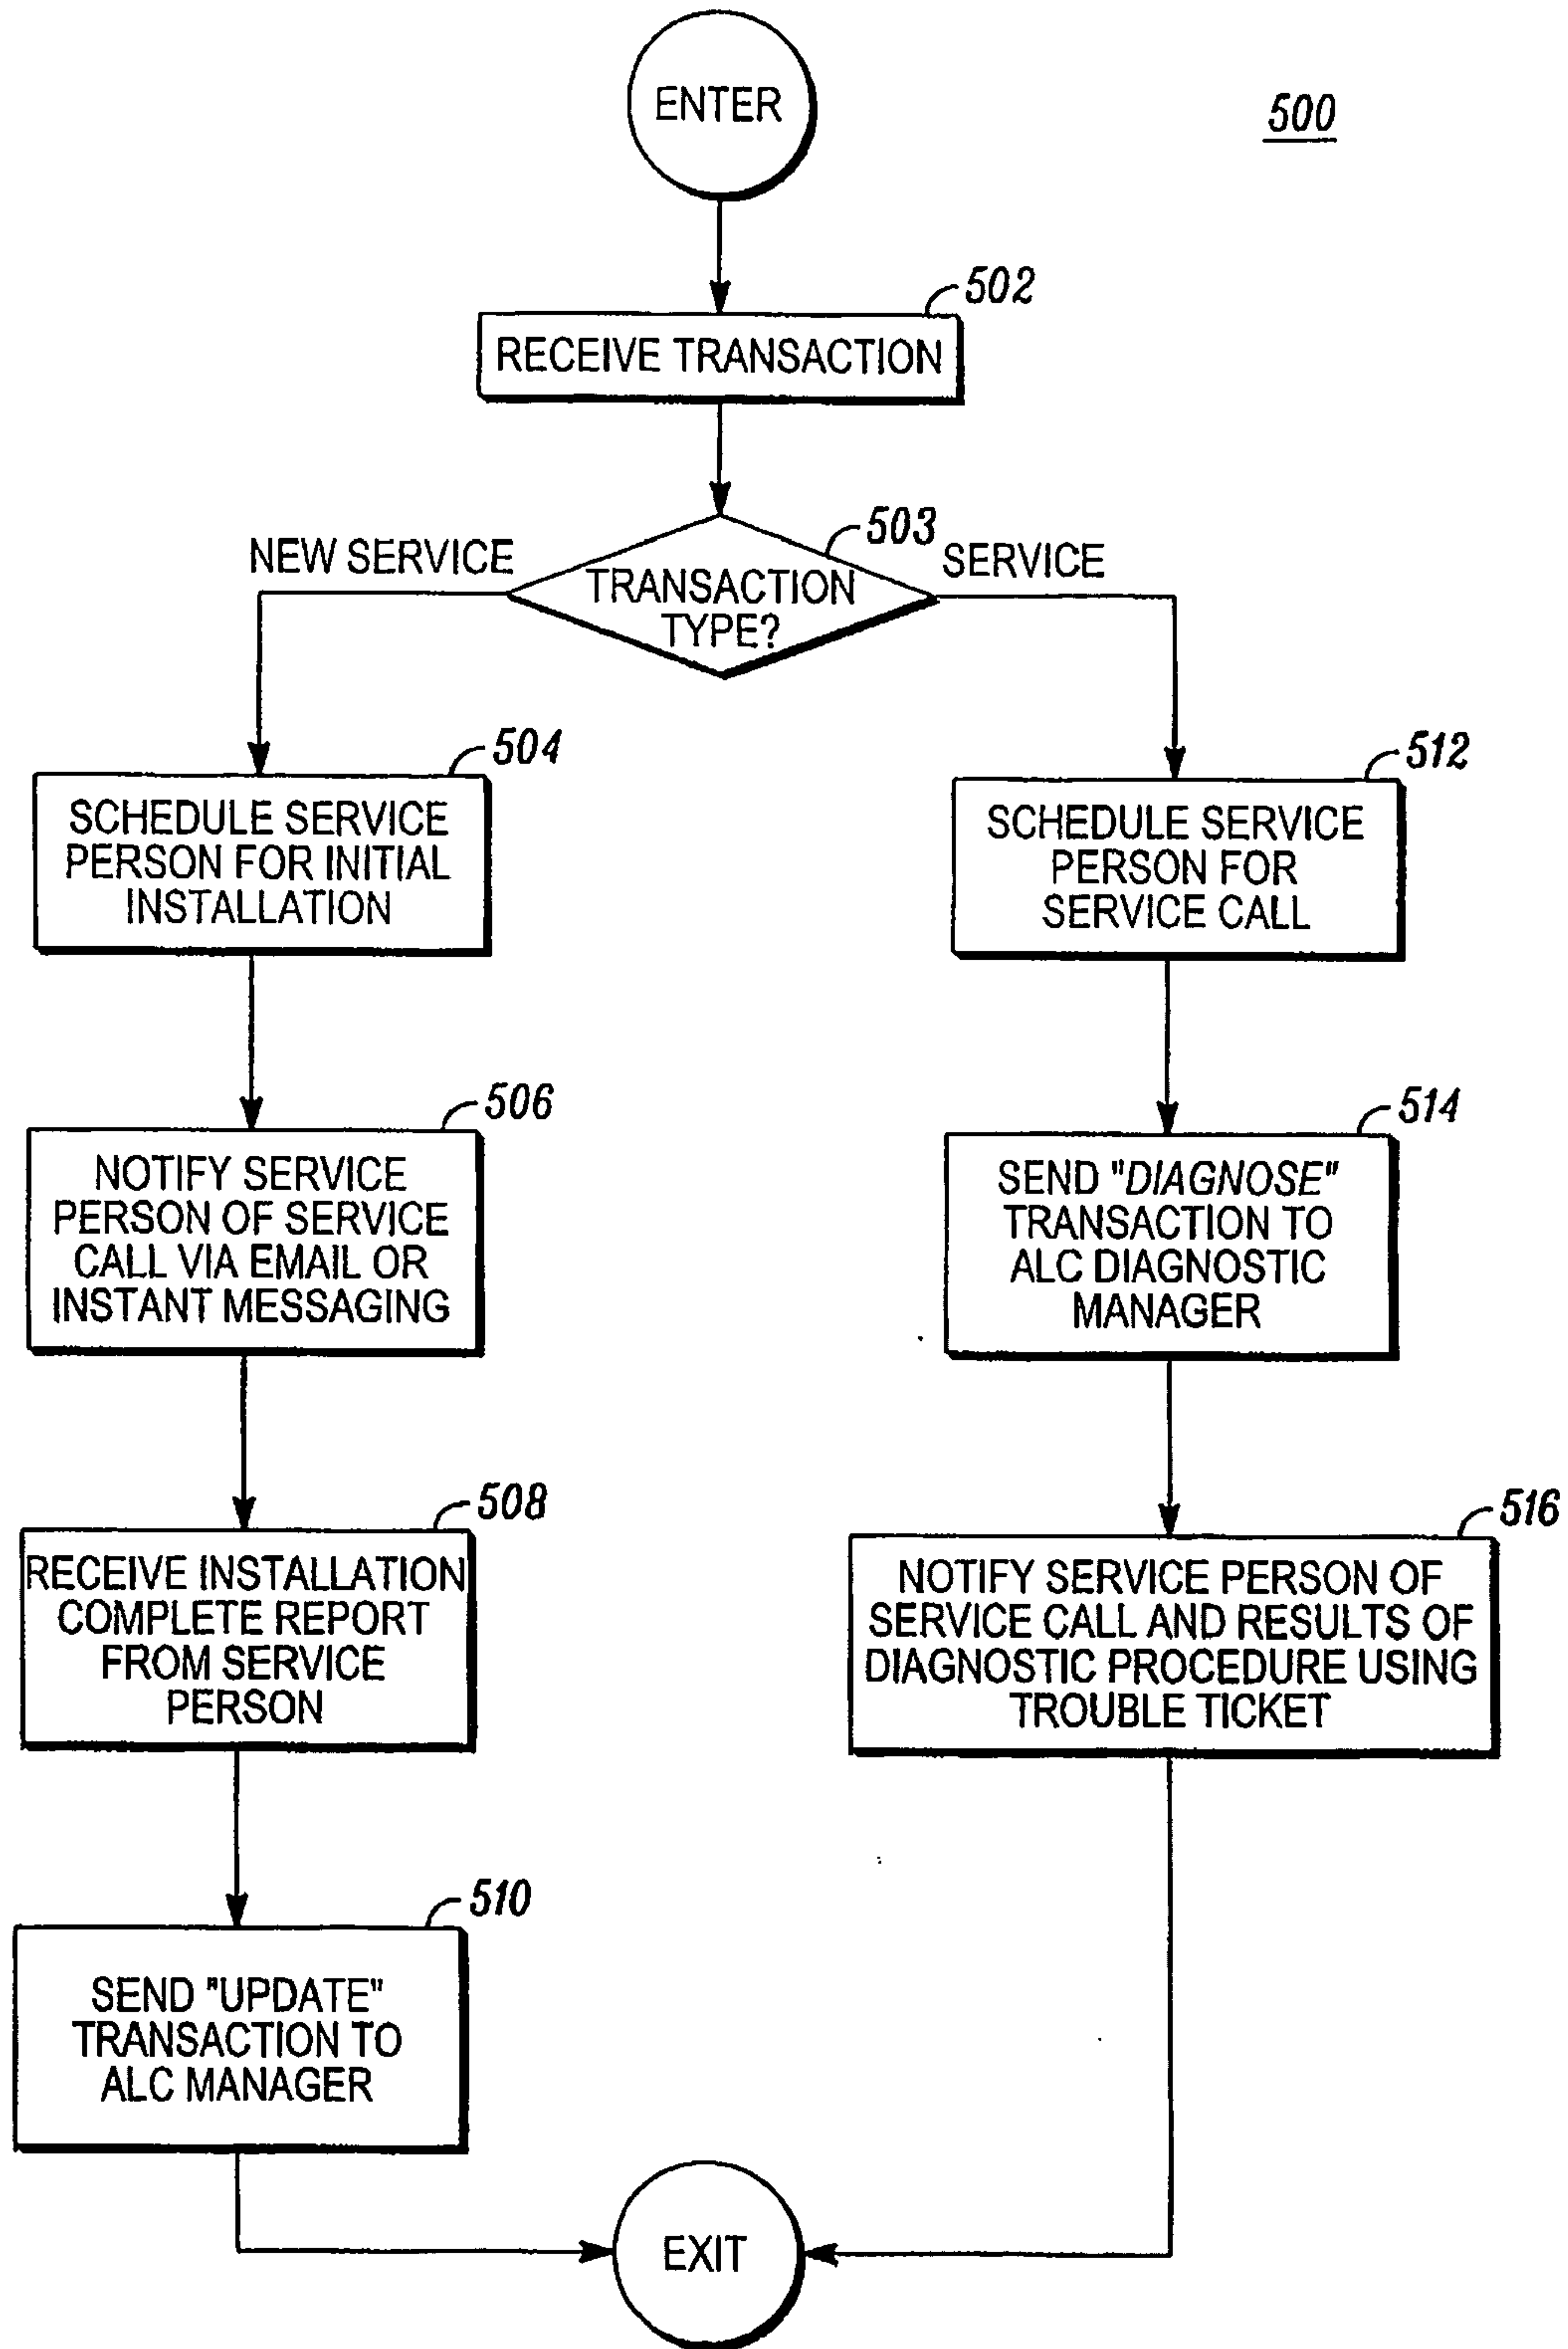 ENTER
500
502
RECEIVE TRANSACTION
503
NEW SERVICE
SERVICE
TRANSACTION
TYPE?
504
SCHEDULE SERVICE
PERSON FOR INITIAL
INSTALLATION
512
SCHEDULE SERVICE
PERSON FOR
SERVICE CALL
506
NOTIFY SERVICE
PERSON OF SERVICE
CALL VIA EMAIL OR
INSTANT MESSAGING
514
SEND "DIAGNOSE"
TRANSACTION TO
ALC DIAGNOSTIC
MANAGER
508
RECEIVE INSTALLATION
COMPLETE REPORT
FROM SERVICE
PERSON
516
NOTIFY SERVICE PERSON OF
SERVICE CALL AND RESULTS OF
DIAGNOSTIC PROCEDURE USING
TROUBLE TICKET
510
SEND "UPDATE"
TRANSACTION TO
ALC MANAGER
EXIT